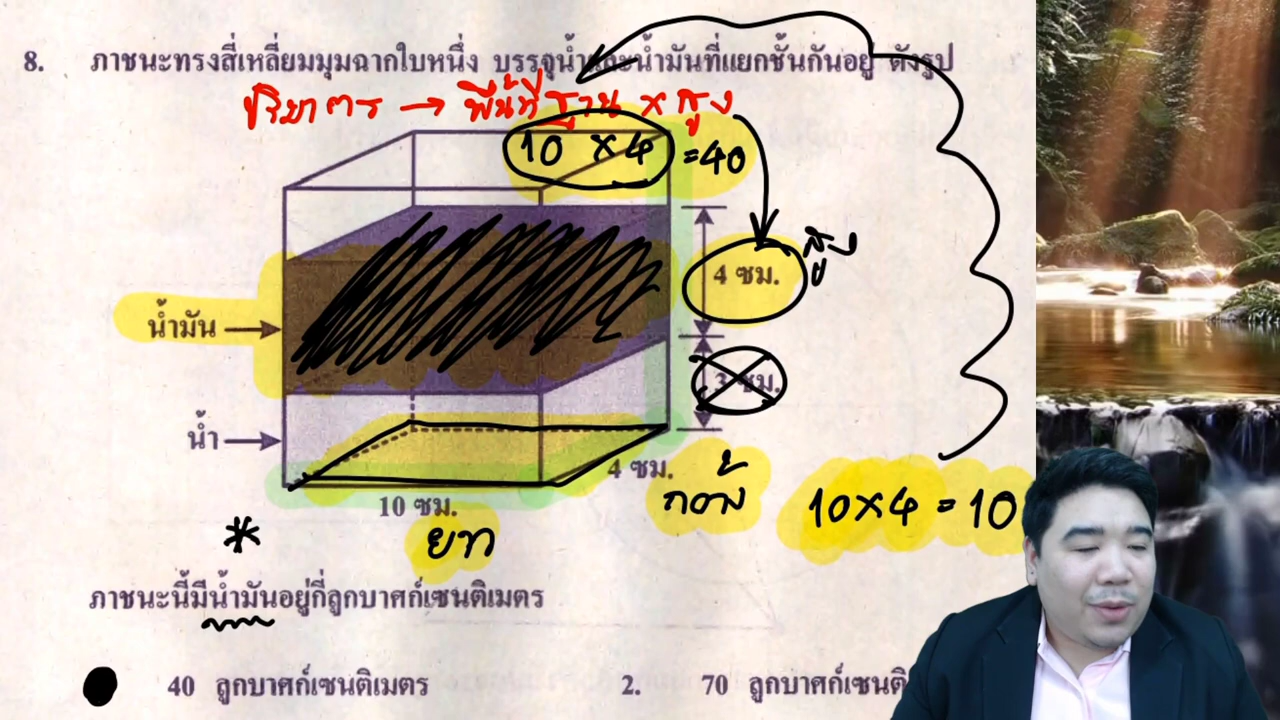 8. ภาชนะทรงสี่เหลี่ยมมุมฉากใบหนึ่ง บรรจุน้ำและน้ำมันที่แยกชั้นกันอยู่ ดังรูป
ปริมาตร → พื้นที่ฐาน × สูง
10 × 4 = 40
4 ซม. สูง
น้ำมัน
3 ซม.
น้ำ
4 ซม.
กว้าง 10×4 = 10
10 ซม.
* ยาว
ภาชนะนี้มีน้ำมันอยู่กี่ลูกบาศก์เซนติเมตร
40 ลูกบาศก์เซนติเมตร 2. 70 ลูกบาศก์เซนติ